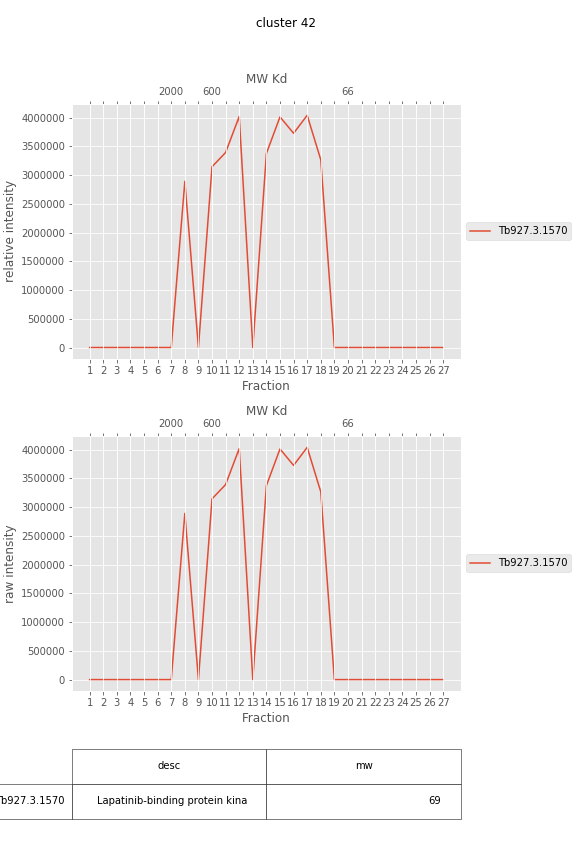 cluster 42
MW Kd
2000 600 66
4000000
3500000
3000000
2500000
2000000
1500000
1000000
500000
0
relative intensity
Tb927.3.1570
1 2 3 4 5 6 7 8 9 10 11 12 13 14 15 16 17 18 19 20 21 22 23 24 25 26 27
Fraction
MW Kd
2000 600 66
4000000
3500000
3000000
2500000
2000000
1500000
1000000
500000
0
raw intensity
Tb927.3.1570
1 2 3 4 5 6 7 8 9 10 11 12 13 14 15 16 17 18 19 20 21 22 23 24 25 26 27
Fraction
desc mw
b927.3.1570 Lapatinib-binding protein kina 69